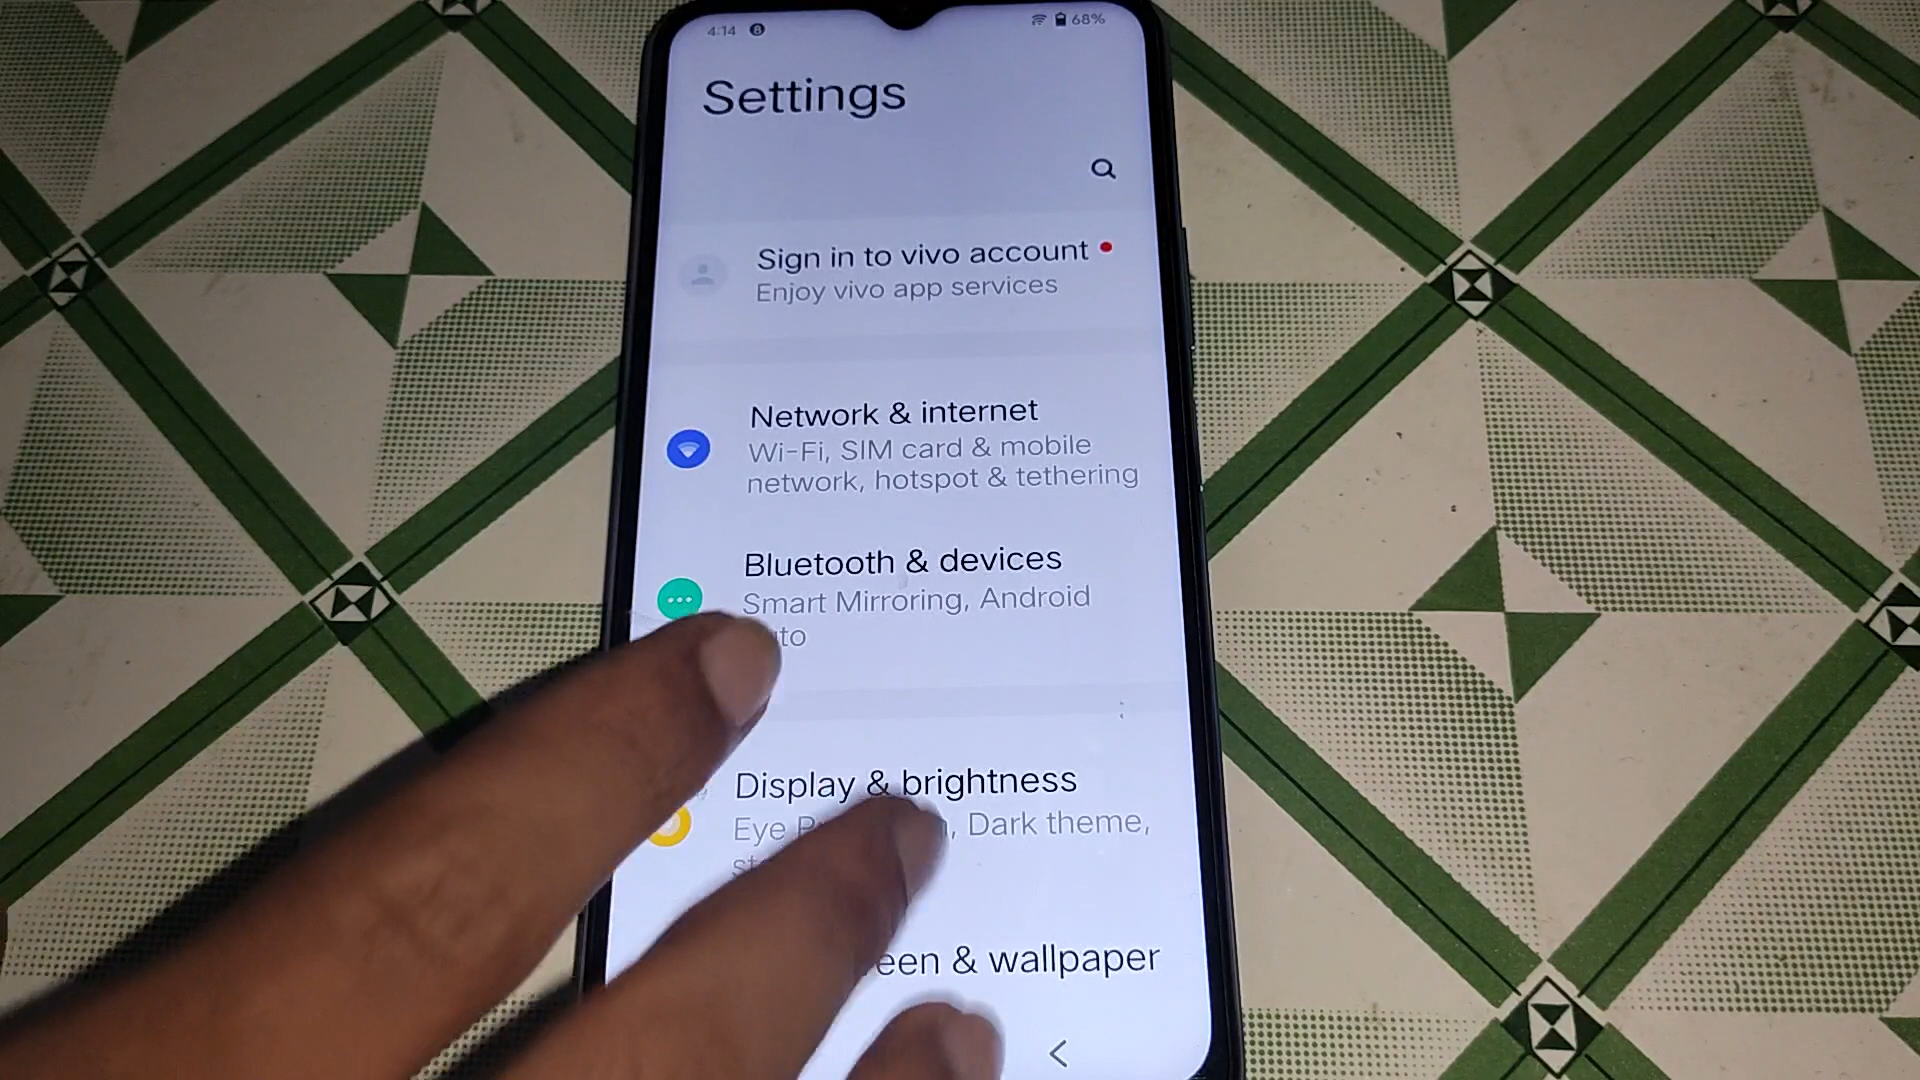 4:14
68%
Settings
Sign in to vivo account
Enjoy vivo app services
Network & internet
Wi-Fi, SIM card & mobile
network, hotspot & tethering
Bluetooth & devices
Smart Mirroring, Android
Display & brightness
Eye Dark theme,
& wallpaper